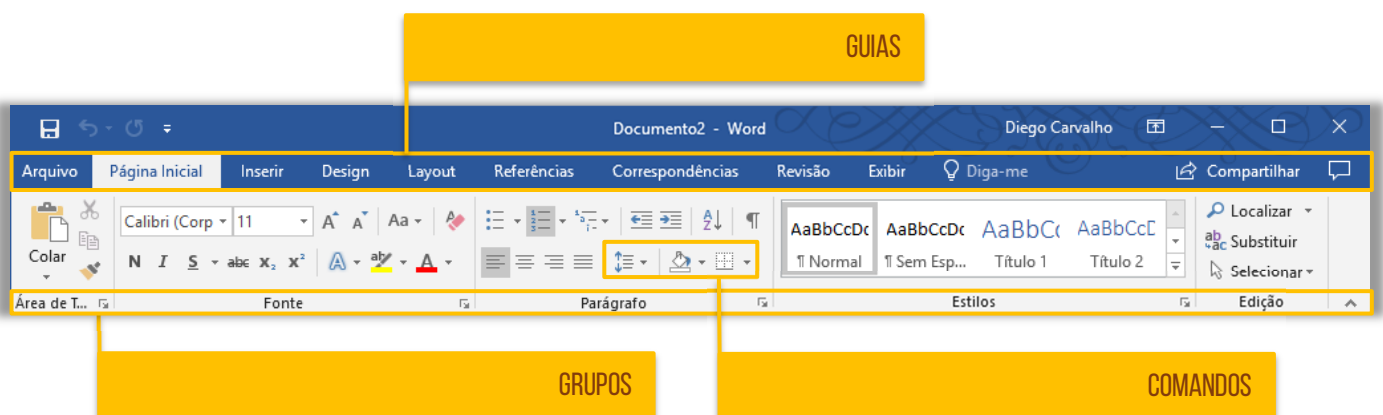 GUIAS
Documento2 - Word
Diego Carvalho
Arquivo Página Inicial Inserir Design Layout Referências Correspondências Revisão Exibir Diga-me Compartilhar
Calibri (Corp 11 A A Aa
Colar
N I S abc X₂ X² A ab A
AaBbCcDc AaBbCcDc AaBbCc AaBbCcE
¶ Normal ¶ Sem Esp... Título 1 Título 2
Localizar
Substituir
Selecionar
Área de T... Fonte Parágrafo Estilos Edição
GRUPOS
COMANDOS